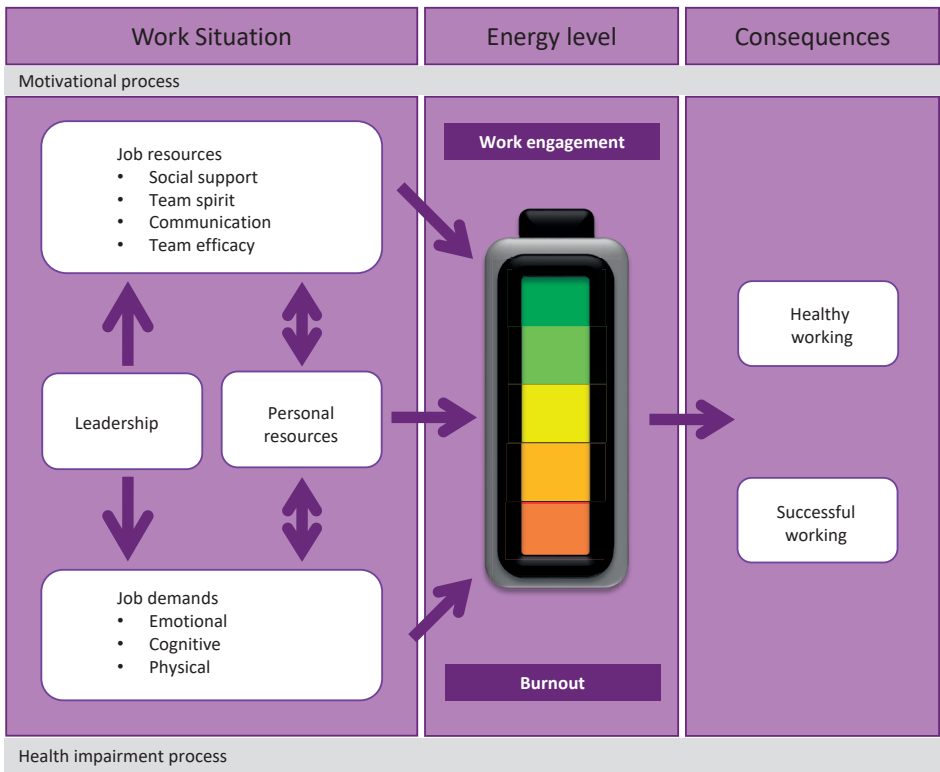 Work Situation
Energy level
Consequences
Motivational process
Job resources
• Social support
• Team spirit
• Communication
• Team efficacy
Work engagement
Leadership
Personal
resources
Healthy
working
Successful
working
Job demands
• Emotional
• Cognitive
• Physical
Burnout
Health impairment process